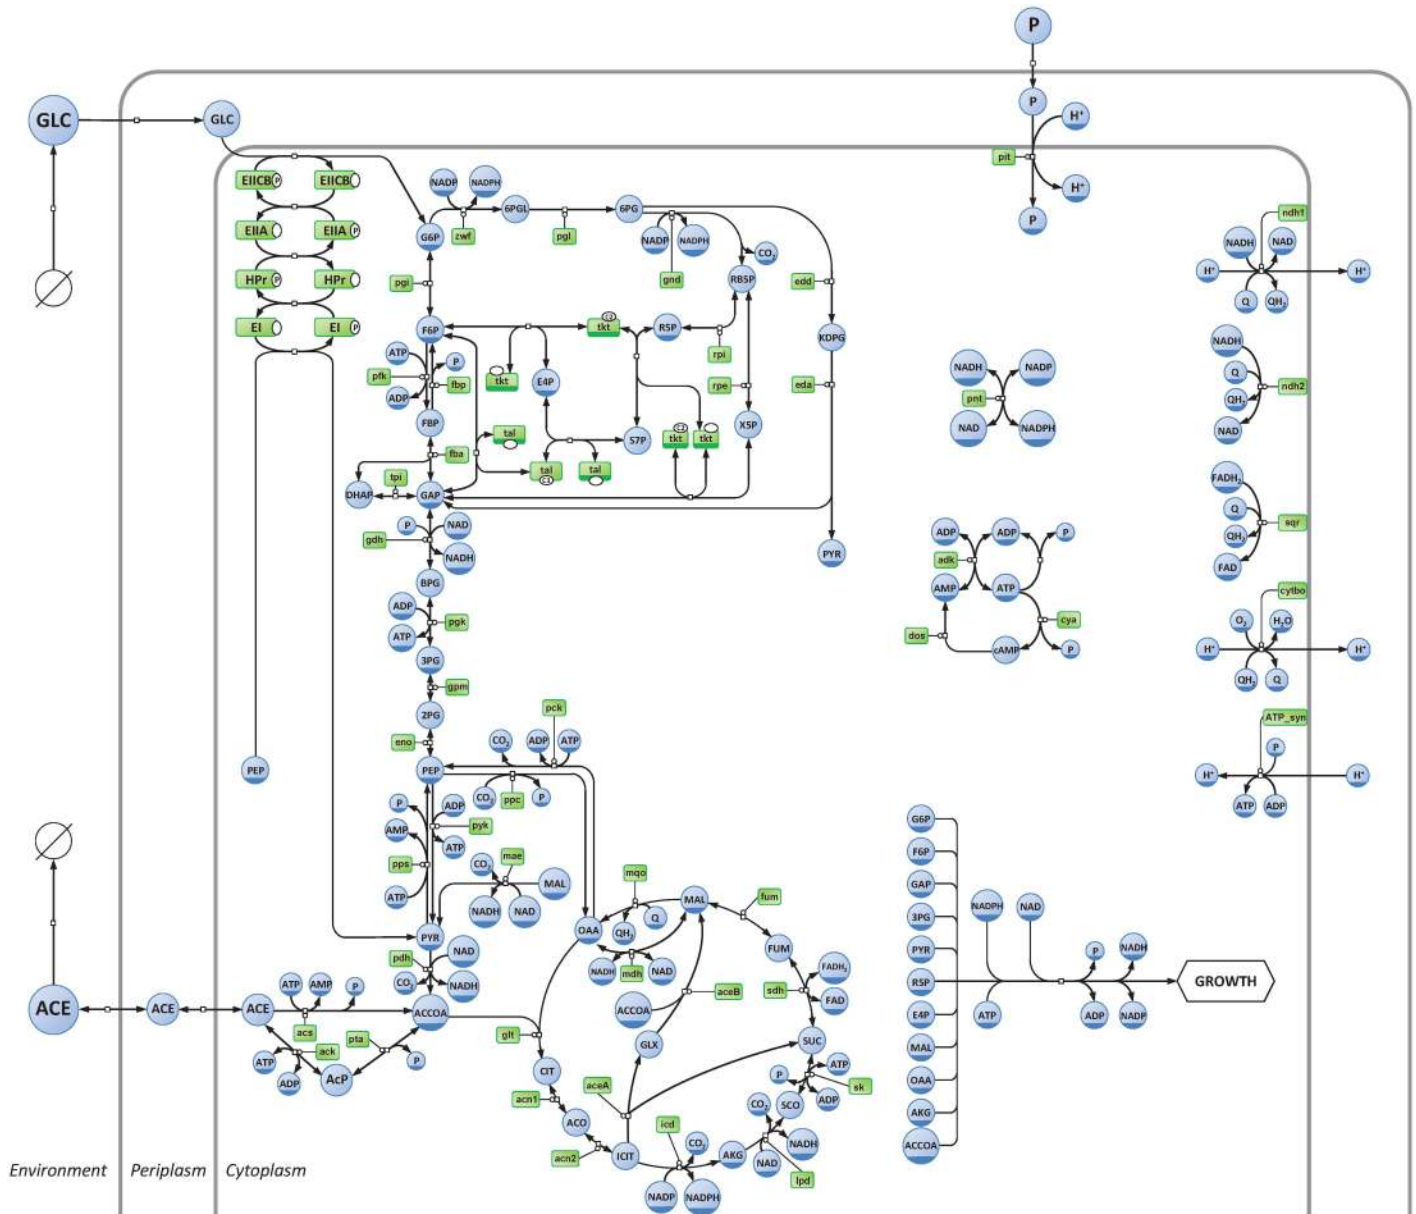 P
GLC
GLC
P
H+
pit
H+
P
EIICB P
EIICB
EIIA
EIIA P
HPr P
HPr
EI
EI P
NADP
NADPH
G6P
zwf
6PGL
pgl
6PG
NADP
NADPH
gnd
CO2
RB5P
edd
KDPG
eda
PYR
pgi
F6P
tkt C2
R5P
rpi
rpe
X5P
tkt
E4P
ATP
P
pfk
fbp
ADP
FBP
tal
S7P
tkt C2
tkt
tal C3
tal
fba
tpi
DHAP
GAP
P
NAD
gdh
NADH
BPG
ADP
pgk
ATP
3PG
gpm
2PG
eno
PEP
PEP
pck
CO2
ADP
ATP
CO2
ppc
P
P
ADP
AMP
pyk
ATP
pps
ATP
CO2
mae
MAL
NADH
NAD
PYR
NAD
pdh
CO2
NADH
ACCOA
ACE
ACE
ACE
ATP
AMP
P
acs
ack
pta
ATP
ADP
AcP
P
mqo
MAL
fum
OAA
QH2
Q
NADH
mdh
NAD
FUM
FADH2
sdh
FAD
ACCOA
aceB
glt
GLX
SUC
CIT
ATP
P
sk
ADP
aceA
acn1
SCO
CO2
ACO
icd
NADH
CO2
acn2
ICIT
AKG
NAD
lpd
NADP
NADPH
NADH
NADP
pnt
NAD
NADPH
ADP
ADP
P
adk
AMP
ATP
cya
dos
cAMP
P
ndh1
NADH
NAD
H+
H+
Q
QH2
NADH
Q
ndh2
QH2
NAD
FADH2
Q
sqr
QH2
FAD
cytbo
O2
H2O
H+
H+
QH2
Q
ATP_syn
P
H+
H+
ATP
ADP
G6P
F6P
GAP
3PG
PYR
R5P
E4P
MAL
OAA
AKG
ACCOA
NADPH
NAD
P
NADH
ATP
ADP
NADP
GROWTH
Environment
Periplasm
Cytoplasm